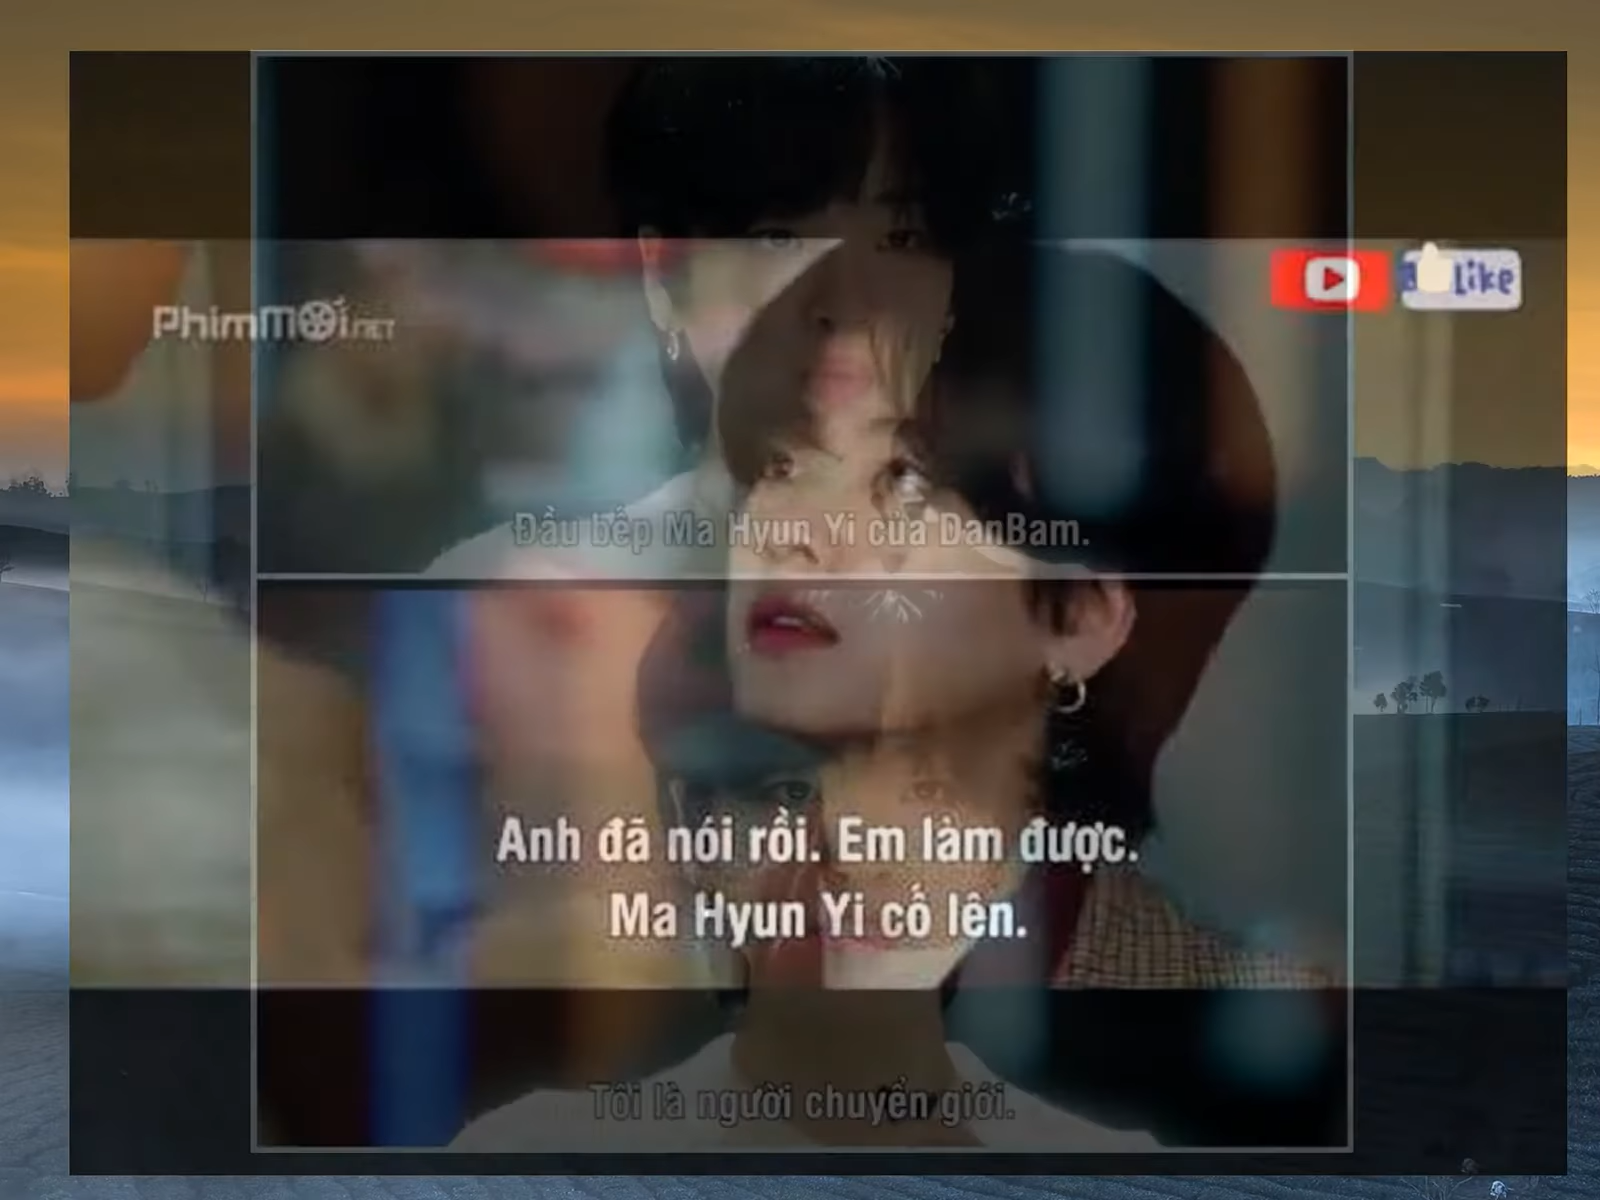 PhimMới.NET
Like
Đầu bếp Ma Hyun Yi của DanBam.
Anh đã nói rồi. Em làm được.
Ma Hyun Yi cố lên.
Tôi là người chuyển giới.